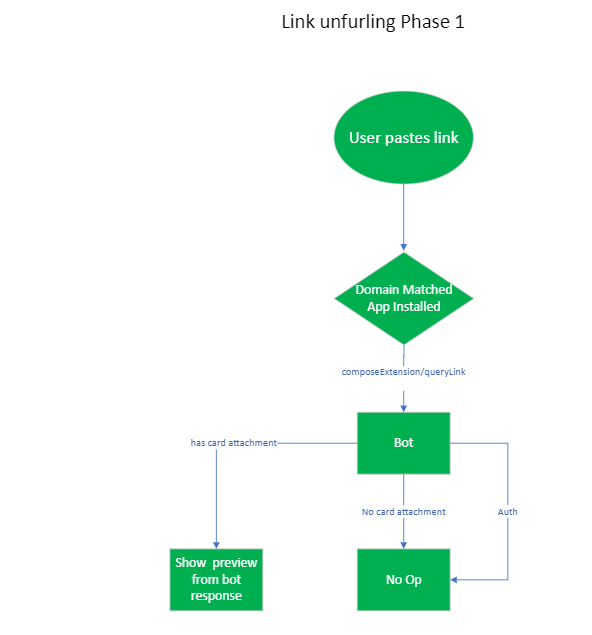 Link unfurling Phase 1
User pastes link
Domain Matched
App Installed
composeExtension/queryLink
Bot
has card attachment
No card attachment
Auth
Show preview
from bot
response
No Op